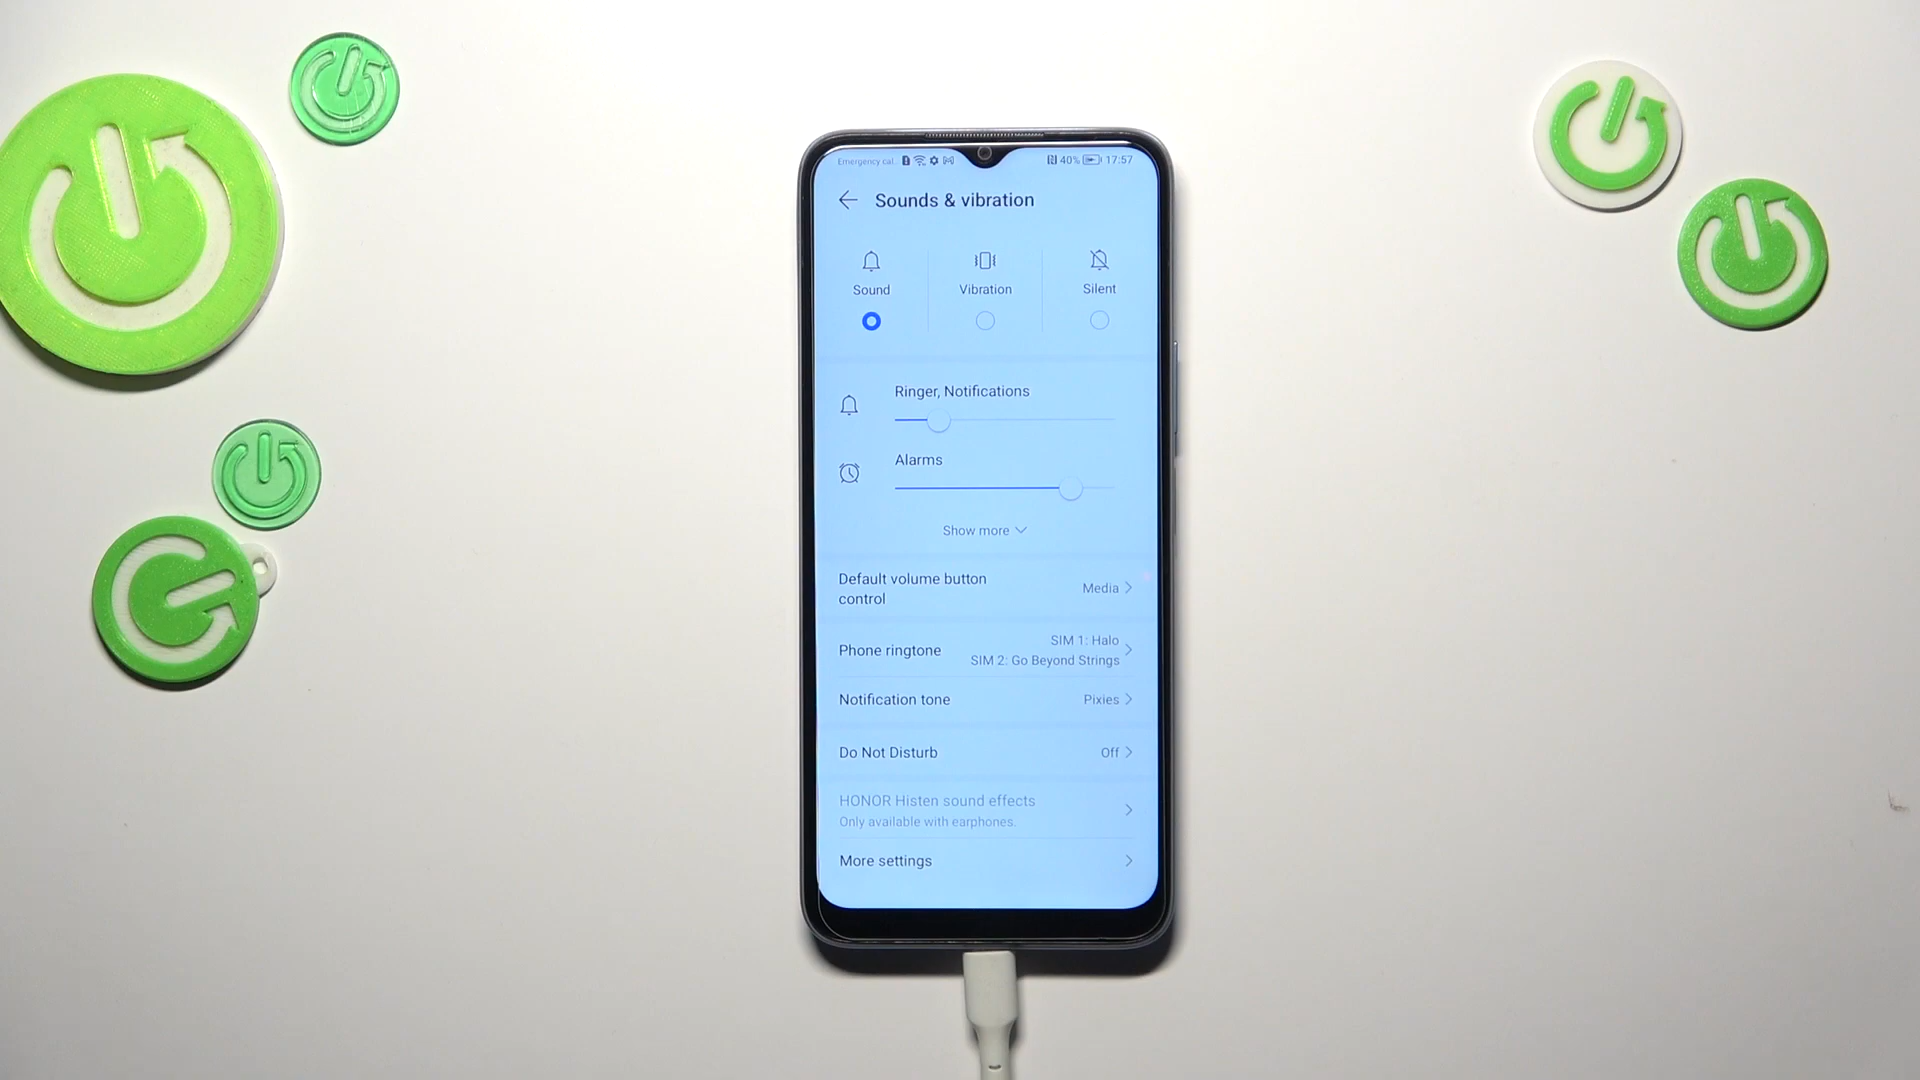 Emergency cal
40% 17:57
Sounds & vibration
Sound
Vibration
Silent
Ringer, Notifications
Alarms
Show more
Default volume button
control
Media
Phone ringtone
SIM 1: Halo
SIM 2: Go Beyond Strings
Notification tone
Pixies
Do Not Disturb
Off
HONOR Histen sound effects
Only available with earphones.
More settings